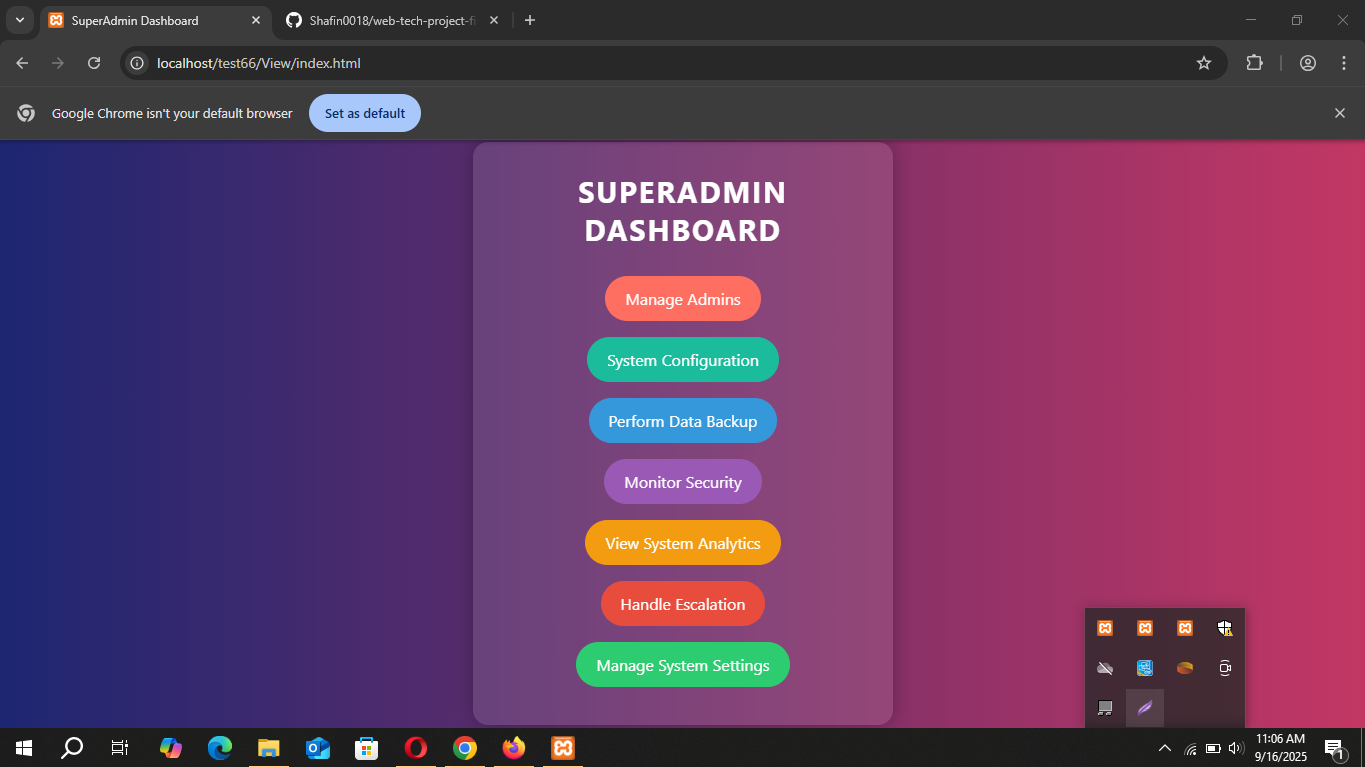 SuperAdmin Dashboard
Shafin0018/web-tech-project-fi
localhost/test66/View/index.html
Google Chrome isn't your default browser
Set as default
SUPERADMIN
DASHBOARD
Manage Admins
System Configuration
Perform Data Backup
Monitor Security
View System Analytics
Handle Escalation
Manage System Settings
11:06 AM
9/16/2025
1